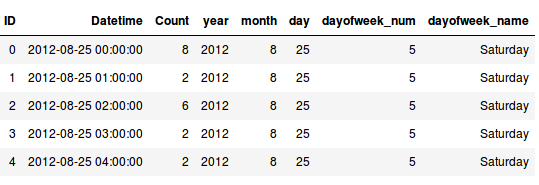 ID Datetime Count year month day dayofweek_num dayofweek_name
0 2012-08-25 00:00:00 8 2012 8 25 5 Saturday
1 2012-08-25 01:00:00 2 2012 8 25 5 Saturday
2 2012-08-25 02:00:00 6 2012 8 25 5 Saturday
3 2012-08-25 03:00:00 2 2012 8 25 5 Saturday
4 2012-08-25 04:00:00 2 2012 8 25 5 Saturday